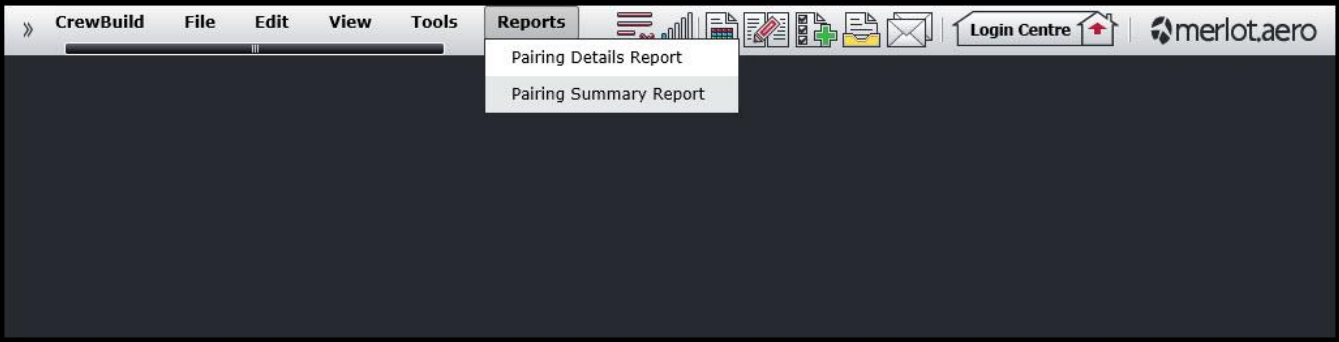 » CrewBuild File Edit View Tools Reports Login Centre merlot.aero
Pairing Details Report
Pairing Summary Report